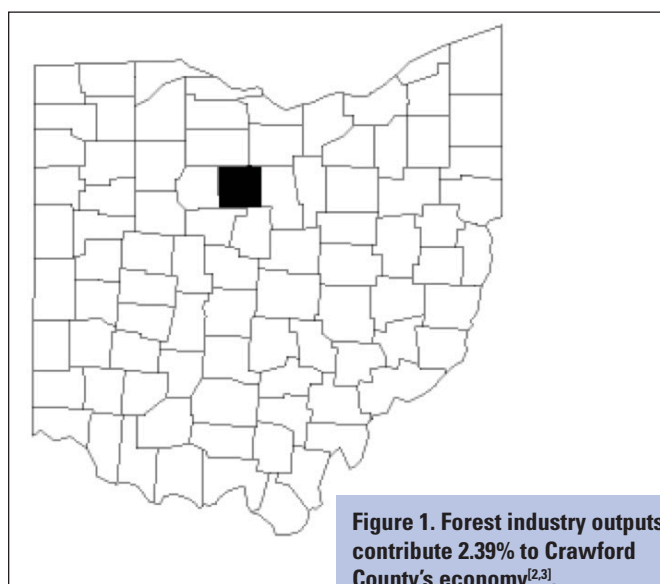 Figure 1. Forest industry outputs
contribute 2.39% to Crawford
County's economy[2,3].